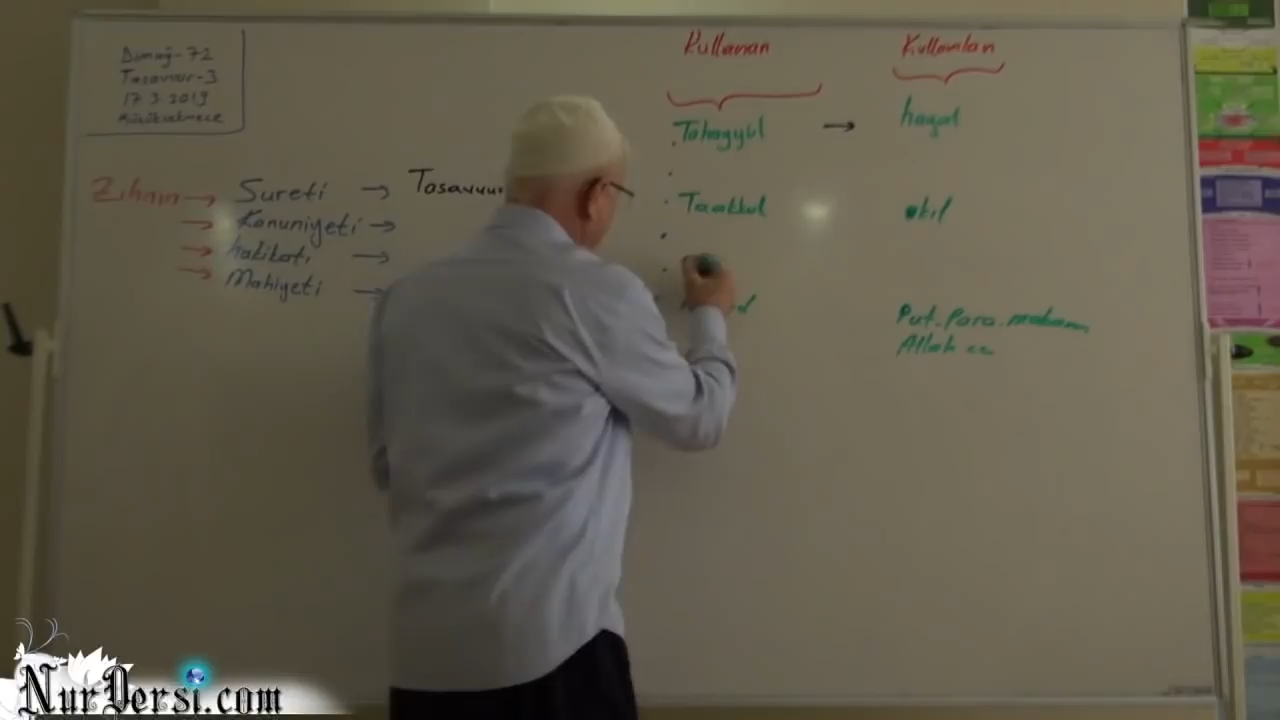 Dimağ-72
Tasavvur-3
17.3.2019
Küçükçekmece
Zihnin → Sureti → Tasavvur
→ Kanuniyeti →
→ hakikati →
→ Mahiyeti →
Kullanan
Tahayyül →
Taakkul
Kullanılan
hayal
akıl
Put. Para. makam
Allah cc
NurDersi.com